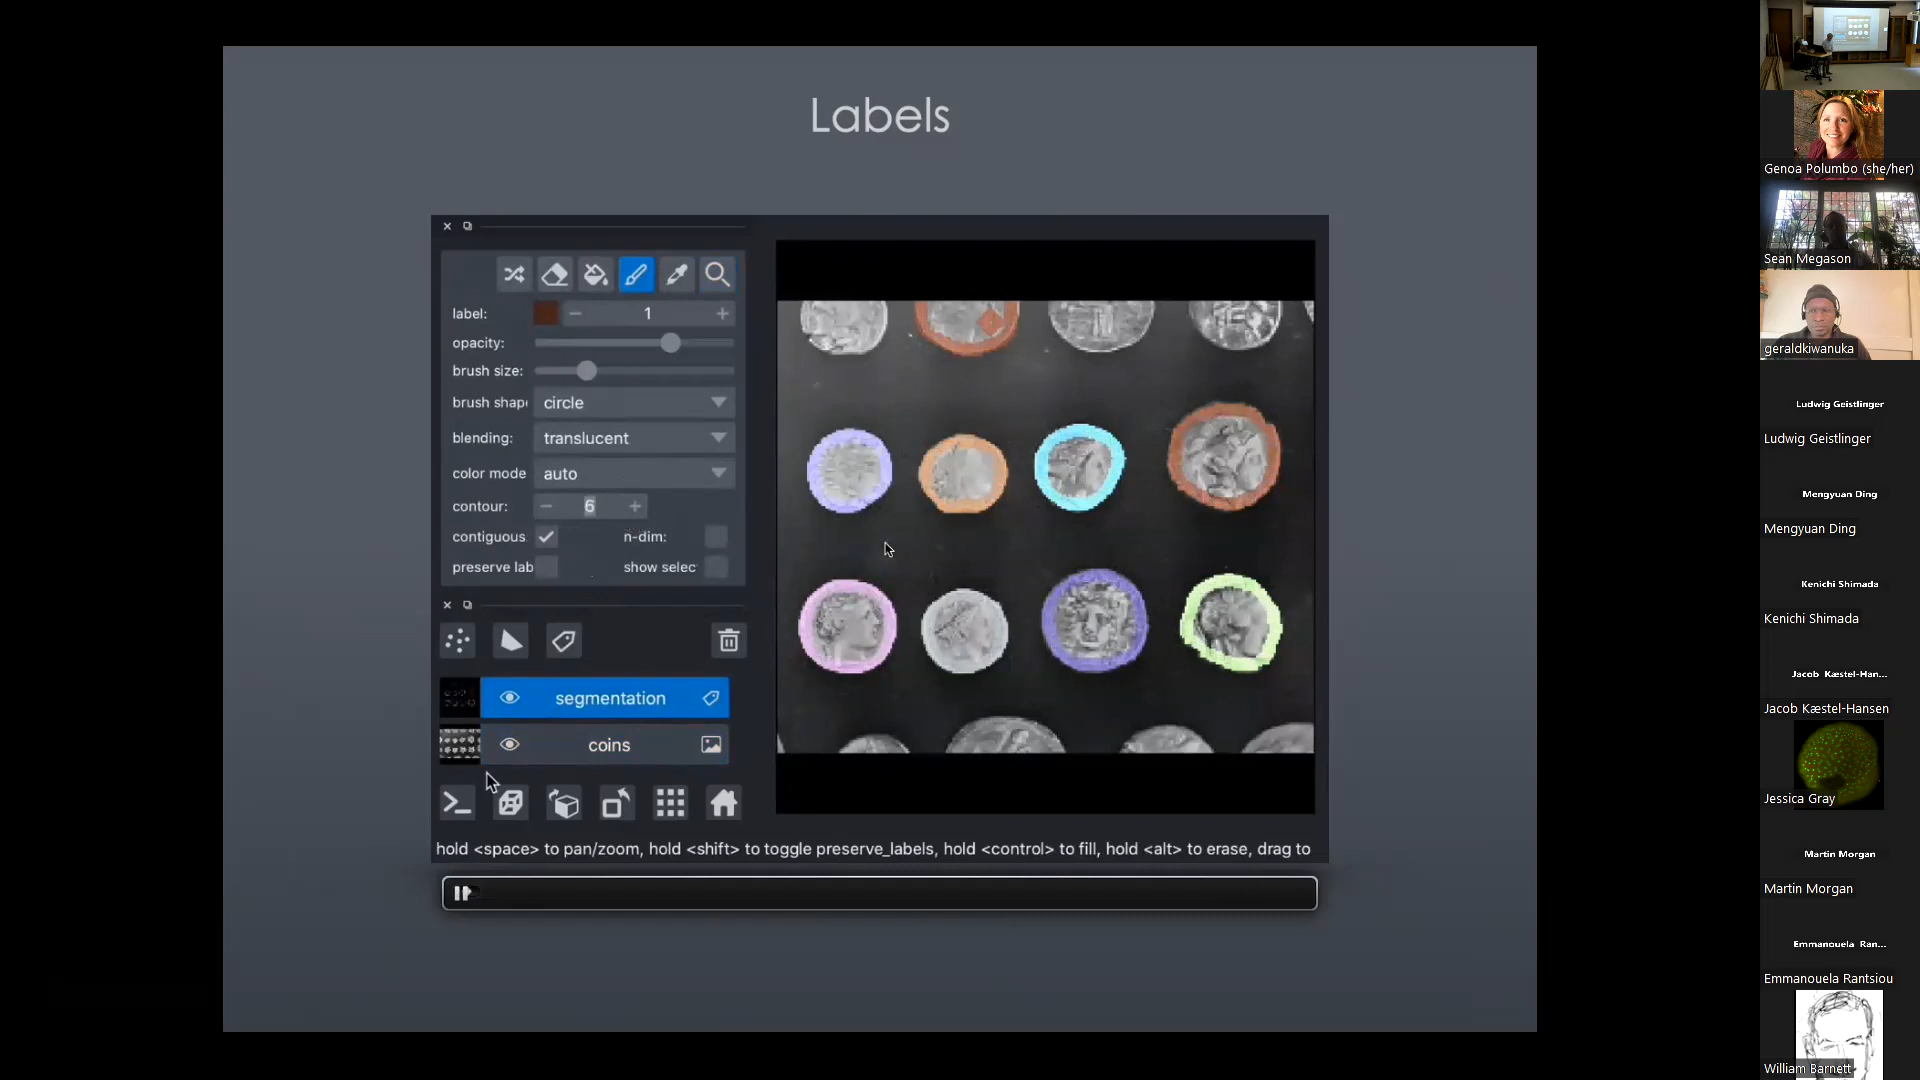 Labels
label:
1
opacity:
brush size:
brush shap
circle
blending:
translucent
color mode
auto
contour:
6
contiguous
n-dim:
preserve lab
show selec
segmentation
coins
hold <space> to pan/zoom, hold <shift> to toggle preserve_labels, hold <control> to fill, hold <alt> to erase, drag to
Genoa Polumbo (she/her)
Sean Megason
geraldkiwanuka
Ludwig Geistlinger
Ludwig Geistlinger
Mengyuan Ding
Mengyuan Ding
Kenichi Shimada
Kenichi Shimada
Jacob Kæstel-Han...
Jacob Kæstel-Hansen
Jessica Gray
Martin Morgan
Martin Morgan
Emmanouela Ran...
Emmanouela Rantsiou
William Barnett